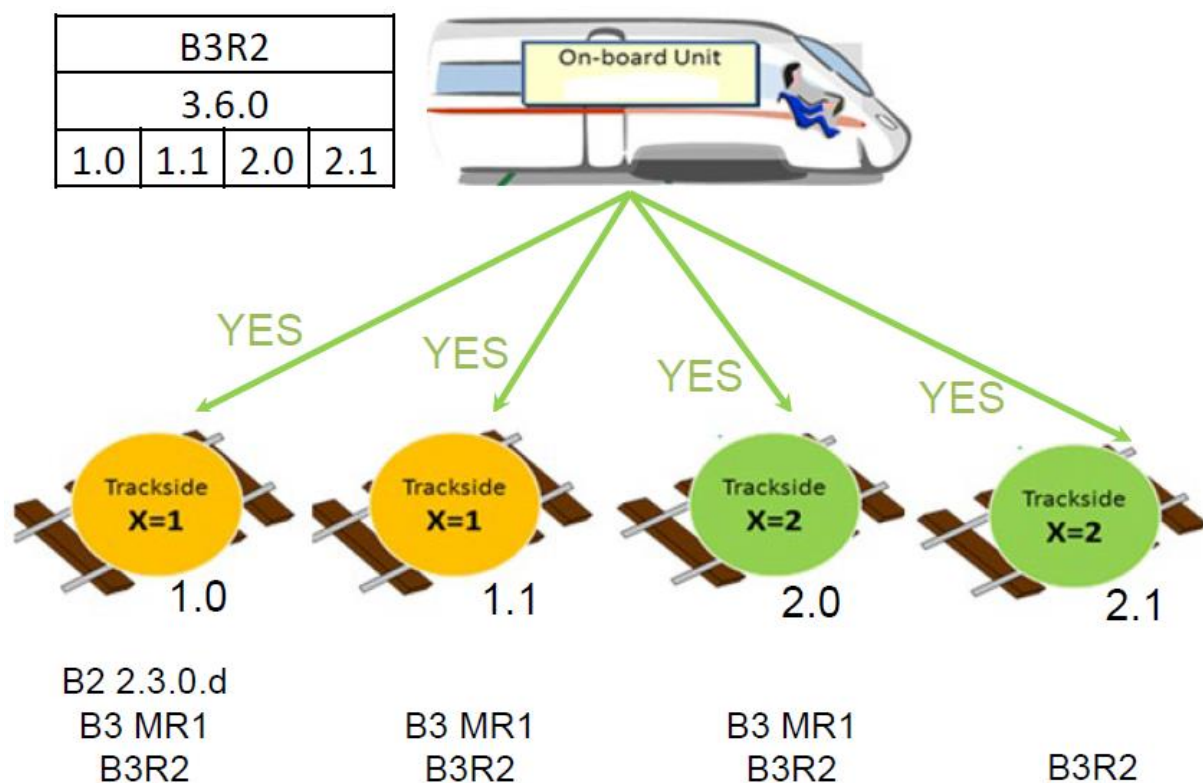 B3R2
3.6.0
1.0 1.1 2.0 2.1
On-board Unit
YES YES YES YES
Trackside
X=1
1.0
Trackside
X=1
1.1
Trackside
X=2
2.0
Trackside
X=2
2.1
B2 2.3.0.d
B3 MR1
B3R2
B3 MR1
B3R2
B3 MR1
B3R2
B3R2